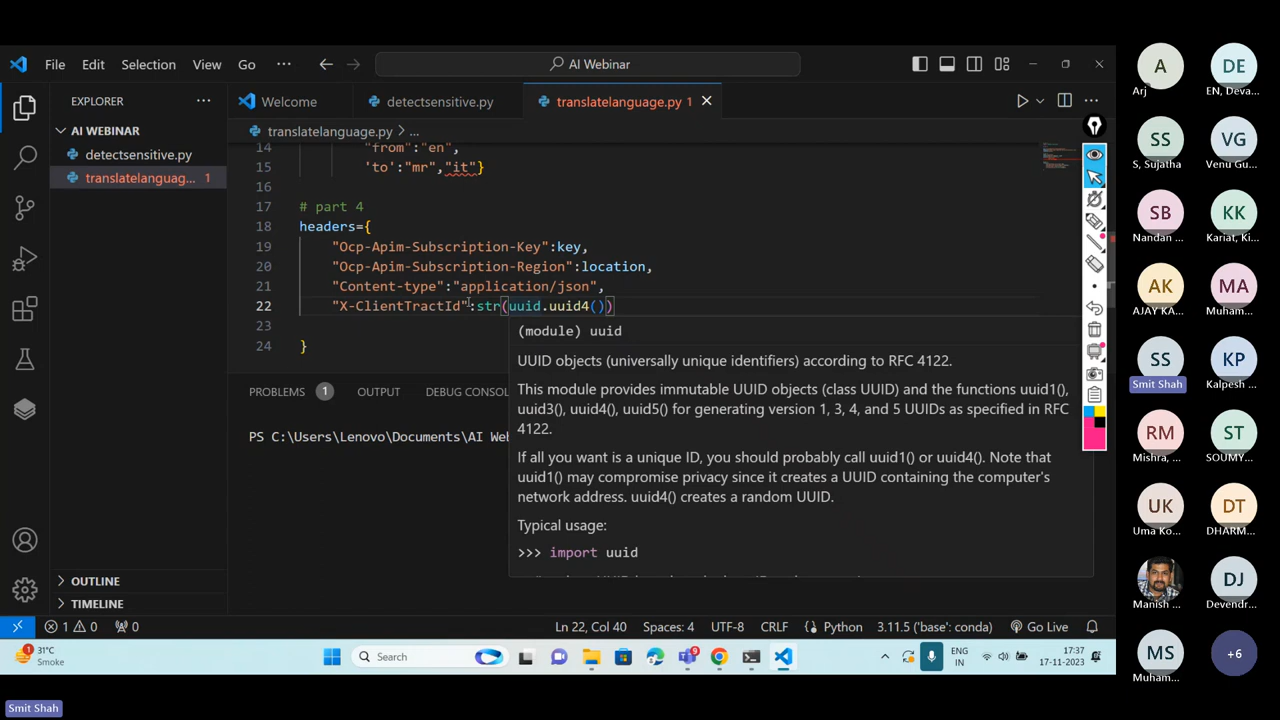 File Edit Selection View Go ··· AI Webinar
A
Arj
DE
EN, Deva...
EXPLORER ···
Welcome
detectsensitive.py
translatelanguage.py 1
AI WEBINAR
translatelanguage.py > ...
detectsensitive.py
translatelanguag... 1
14 "from":"en",
15 'to':"mr","it"}
16
17 # part 4
18 headers={
19 "Ocp-Apim-Subscription-Key":key,
20 "Ocp-Apim-Subscription-Region":location,
21 "Content-type":"application/json",
22 "X-ClientTractId":str(uuid.uuid4())
23
24 }
(module) uuid
UUID objects (universally unique identifiers) according to RFC 4122.
This module provides immutable UUID objects (class UUID) and the functions uuid1(),
uuid3(), uuid4(), uuid5() for generating version 1, 3, 4, and 5 UUIDs as specified in RFC
4122.
If all you want is a unique ID, you should probably call uuid1() or uuid4(). Note that
uuid1() may compromise privacy since it creates a UUID containing the computer's
network address. uuid4() creates a random UUID.
Typical usage:
>>> import uuid
PROBLEMS 1 OUTPUT DEBUG CONSOL
PS C:\Users\Lenovo\Documents\AI Web
OUTLINE
TIMELINE
1 0 0
Ln 22, Col 40 Spaces: 4 UTF-8 CRLF Python 3.11.5 ('base': conda) Go Live
1
31°C
Smoke
Search
9
ENG
IN
17:37
17-11-2023
SS
S, Sujatha
VG
Venu Gu...
SB
Nandan ...
KK
Kariat, Ki...
AK
AJAY KA...
MA
Muham...
SS
Smit Shah
KP
Kalpesh ...
RM
Mishra, ...
ST
SOUMY...
UK
Uma Ko...
DT
DHARM...
Manish ...
DJ
Devendr...
MS
Muham...
+6
Smit Shah